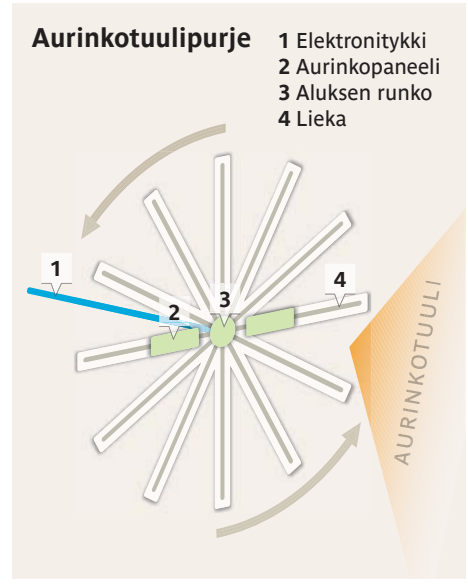 Aurinkotuulipurje
1 Elektronitykki
2 Aurinkopaneeli
3 Aluksen runko
4 Lieka
1
2
3
4
AURINKOTUULI